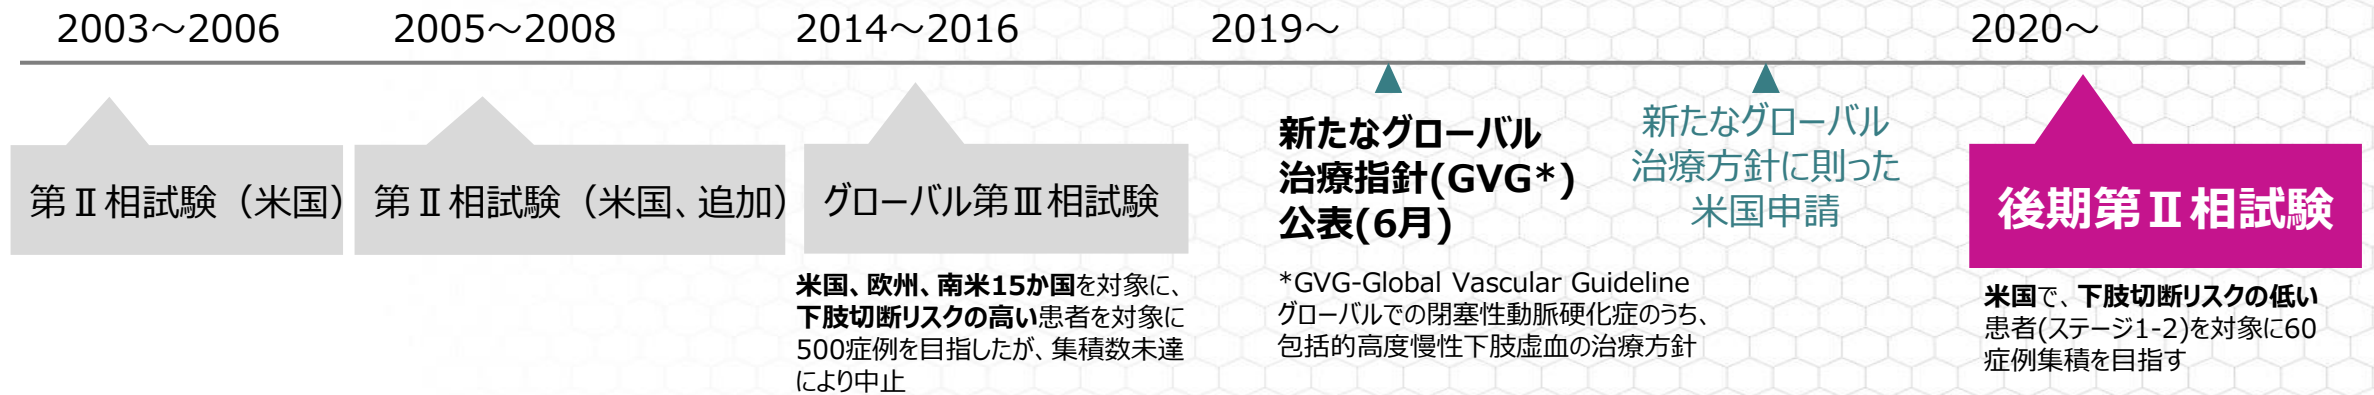 2003～2006
2005～2008
2014～2016
2019～
2020～
第Ⅱ相試験（米国）
第Ⅱ相試験（米国、追加）
グローバル第Ⅲ相試験
米国、欧州、南米15か国を対象に、
下肢切断リスクの高い患者を対象に
500症例を目指したが、集積数未達
により中止
新たなグローバル
治療指針(GVG*)
公表(6月)
*GVG-Global Vascular Guideline
グローバルでの閉塞性動脈硬化症のうち、
包括的高度慢性下肢虚血の治療方針
新たなグローバル
治療方針に則った
米国申請
後期第Ⅱ相試験
米国で、下肢切断リスクの低い
患者(ステージ1-2)を対象に60
症例集積を目指す